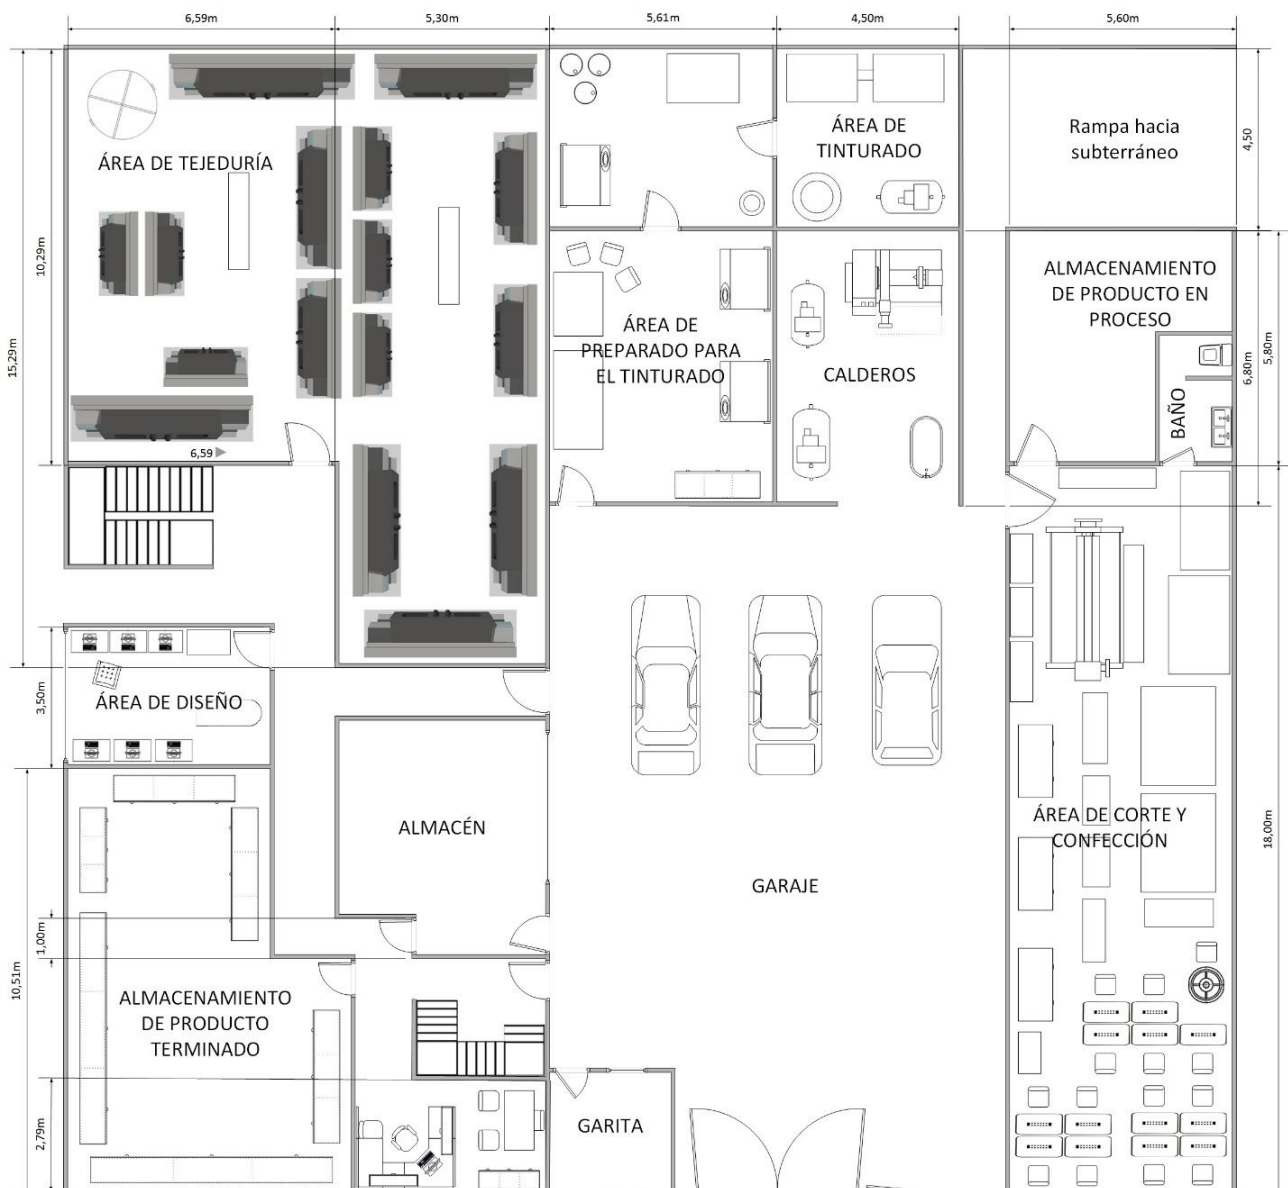 6,59m
5,30m
5,61m
4,50m
5,60m
ÁREA DE TEJEDURÍA
ÁREA DE
TINTURADO
Rampa hacia
subterráneo
4,50
10,29m
15,29m
ÁREA DE
PREPARADO PARA
EL TINTURADO
CALDEROS
ALMACENAMIENTO
DE PRODUCTO EN
PROCESO
BAÑO
6,80m
5,80m
6,59
3,50m
ÁREA DE DISEÑO
ALMACÉN
GARAJE
ÁREA DE CORTE Y
CONFECCIÓN
18,00m
1,00m
10,51m
ALMACENAMIENTO
DE PRODUCTO
TERMINADO
2,79m
GARITA